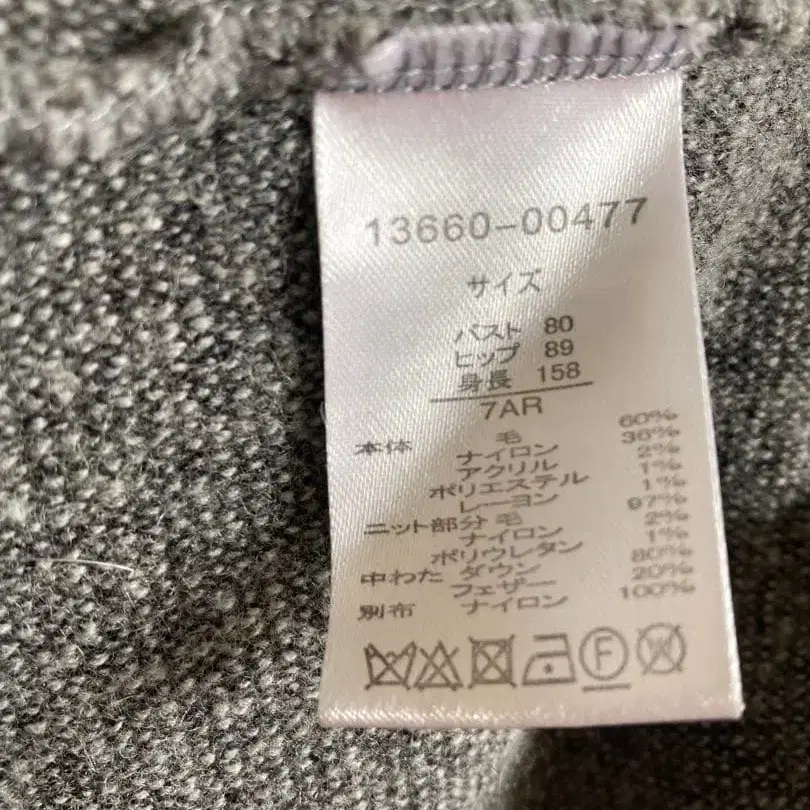 13660-00477
サイズ
バスト 80
ヒップ 89
身長 158
7AR
本体 毛 60%
ナイロン 36%
アクリル 2%
ポリエステル 1%
レーヨン 1%
ニット部分 毛 97%
ナイロン 2%
ポリウレタン 1%
中わた ダウン 80%
フェザー 20%
別布 ナイロン 100%
F
W